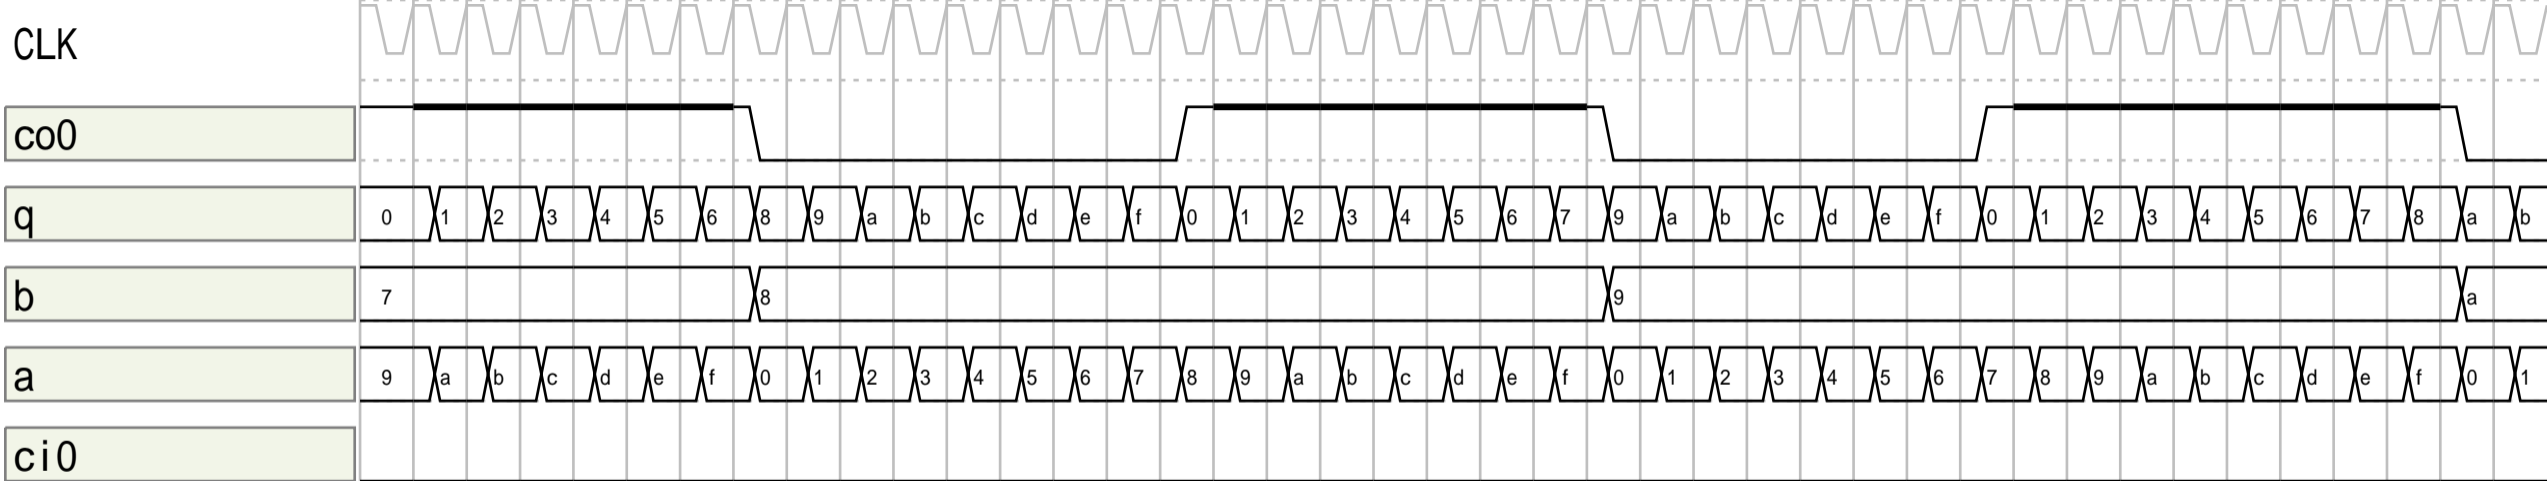 CLK
co0
q 0 1 2 3 4 5 6 8 9 a b c d e f 0 1 2 3 4 5 6 7 9 a b c d e f 0 1 2 3 4 5 6 7 8 a b
b 7 8 9 a
a 9 a b c d e f 0 1 2 3 4 5 6 7 8 9 a b c d e f 0 1 2 3 4 5 6 7 8 9 a b c d e f 0 1
ci0